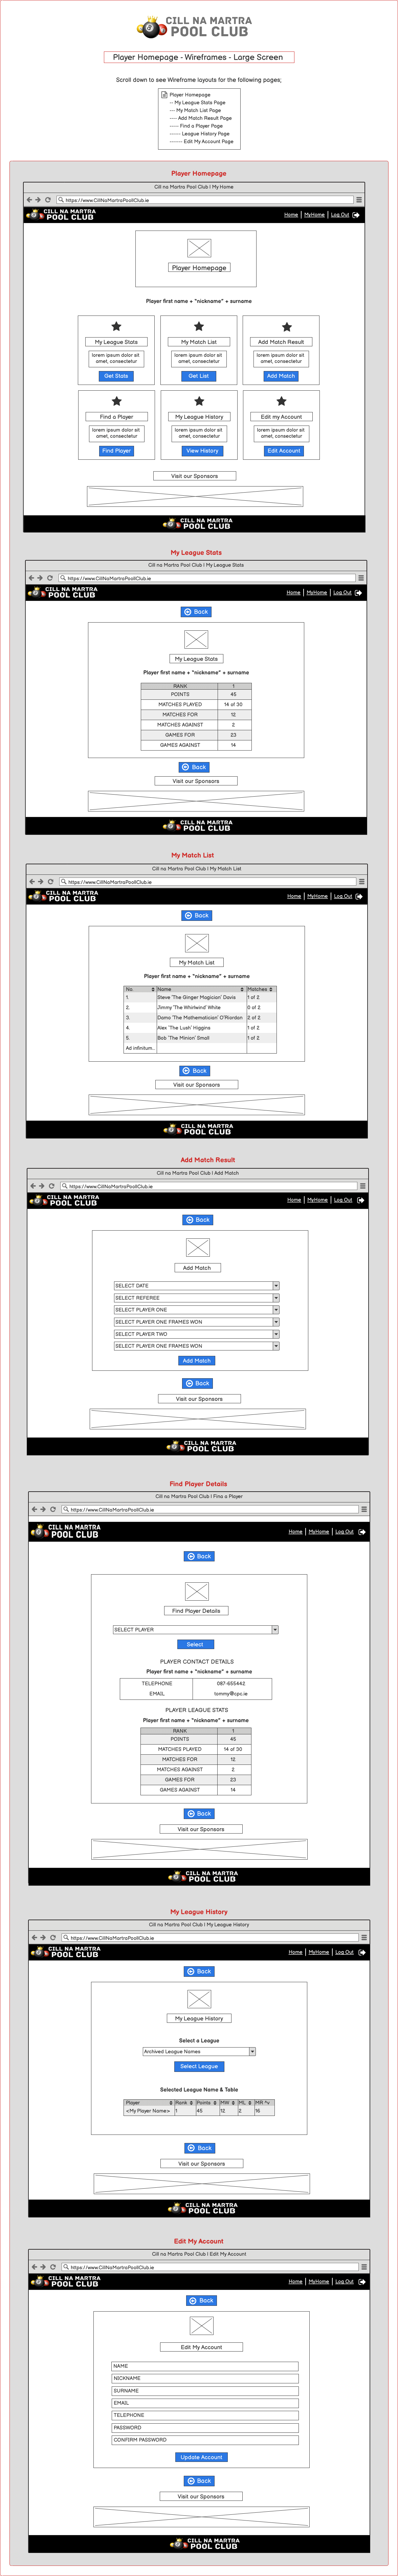 CILL NA MARTRA
POOL CLUB
Player Homepage - Wireframes - Large Screen
Scroll down to see Wireframe layouts for the following pages;
Player Homepage
-- My League Stats Page
--- My Match List Page
---- Add Match Result Page
----- Find a Player Page
------ League History Page
------- Edit My Account Page
Player Homepage
Cill na Martra Pool Club | My Home
https://www.CillNaMartraPoollClub.ie
CILL NA MARTRA
POOL CLUB
Home | MyHome | Log Out
Player Homepage
Player first name + "nickname" + surname
My League Stats My Match List Add Match Result
lorem ipsum dolor sit lorem ipsum dolor sit lorem ipsum dolor sit
amet, consectetur amet, consectetur amet, consectetur
Get Stats Get List Add Match
Find a Player My League History Edit my Account
lorem ipsum dolor sit lorem ipsum dolor sit lorem ipsum dolor sit
amet, consectetur amet, consectetur amet, consectetur
Find Player View History Edit Account
Visit our Sponsors
CILL NA MARTRA
POOL CLUB
My League Stats
Cill na Martra Pool Club | My League Stats
https://www.CillNaMartraPoollClub.ie
CILL NA MARTRA
POOL CLUB
Home | MyHome | Log Out
Back
My League Stats
Player first name + "nickname" + surname
RANK 1
POINTS 45
MATCHES PLAYED 14 of 30
MATCHES FOR 12
MATCHES AGAINST 2
GAMES FOR 23
GAMES AGAINST 14
Back
Visit our Sponsors
CILL NA MARTRA
POOL CLUB
My Match List
Cill na Martra Pool Club | My Match List
https://www.CillNaMartraPoollClub.ie
CILL NA MARTRA
POOL CLUB
Home | MyHome | Log Out
Back
My Match List
Player first name + "nickname" + surname
No. Name Matches
1. Steve 'The Ginger Magician' Davis 1 of 2
2. Jimmy 'The Whirlwind' White 0 of 2
3. Damo 'The Mathematician' O'Riordan 2 of 2
4. Alex 'The Lush' Higgins 1 of 2
5. Bob 'The Minion' Small 1 of 2
Ad infinitum...
Back
Visit our Sponsors
CILL NA MARTRA
POOL CLUB
Add Match Result
Cill na Martra Pool Club | Add Match
https://www.CillNaMartraPoollClub.ie
CILL NA MARTRA
POOL CLUB
Home | MyHome | Log Out
Back
Add Match
SELECT DATE
SELECT REFEREE
SELECT PLAYER ONE
SELECT PLAYER ONE FRAMES WON
SELECT PLAYER TWO
SELECT PLAYER ONE FRAMES WON
Add Match
Back
Visit our Sponsors
CILL NA MARTRA
POOL CLUB
Find Player Details
Cill na Martra Pool Club | Fina a Player
https://www.CillNaMartraPoollClub.ie
CILL NA MARTRA
POOL CLUB
Home | MyHome | Log Out
Back
Find Player Details
SELECT PLAYER
Select
PLAYER CONTACT DETAILS
Player first name + "nickname" + surname
TELEPHONE 087-655442
EMAIL tommy@cpc.ie
PLAYER LEAGUE STATS
Player first name + "nickname" + surname
RANK 1
POINTS 45
MATCHES PLAYED 14 of 30
MATCHES FOR 12
MATCHES AGAINST 2
GAMES FOR 23
GAMES AGAINST 14
Back
Visit our Sponsors
CILL NA MARTRA
POOL CLUB
My League History
Cill na Martra Pool Club | My League History
https://www.CillNaMartraPoollClub.ie
CILL NA MARTRA
POOL CLUB
Home | MyHome | Log Out
Back
My League History
Select a League
Archived League Names
Select League
Selected League Name & Table
Player Rank Points MW ML MR ^v
<My Player Name> 1 45 12 2 16
Back
Visit our Sponsors
CILL NA MARTRA
POOL CLUB
Edit My Account
Cill na Martra Pool Club | Edit My Account
https://www.CillNaMartraPoollClub.ie
CILL NA MARTRA
POOL CLUB
Home | MyHome | Log Out
Back
Edit My Account
NAME
NICKNAME
SURNAME
EMAIL
TELEPHONE
PASSWORD
CONFIRM PASSWORD
Update Account
Back
Visit our Sponsors
CILL NA MARTRA
POOL CLUB